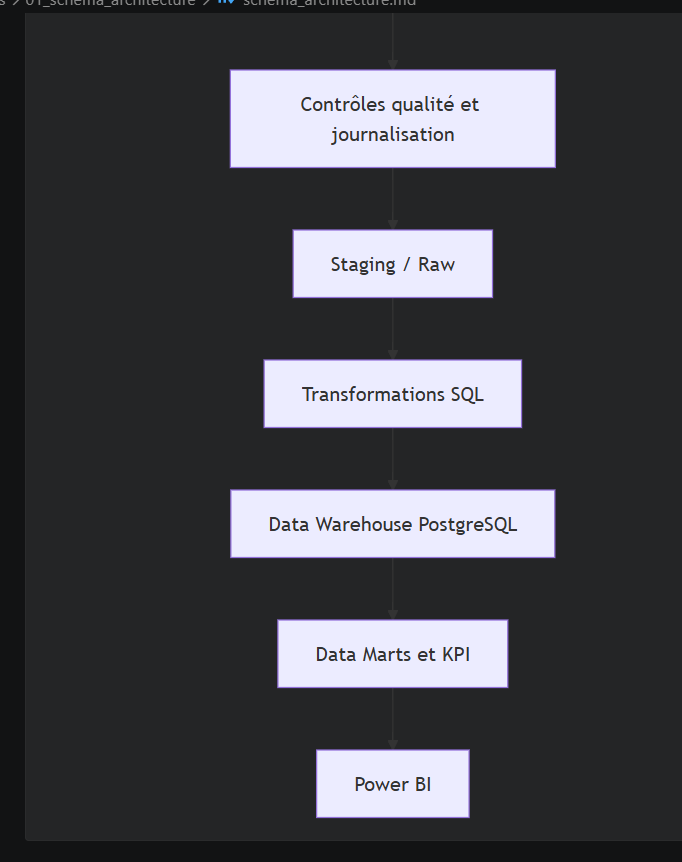 s > 01_schema_architecture > schema_architecture.md
Contrôles qualité et
journalisation
Staging / Raw
Transformations SQL
Data Warehouse PostgreSQL
Data Marts et KPI
Power BI